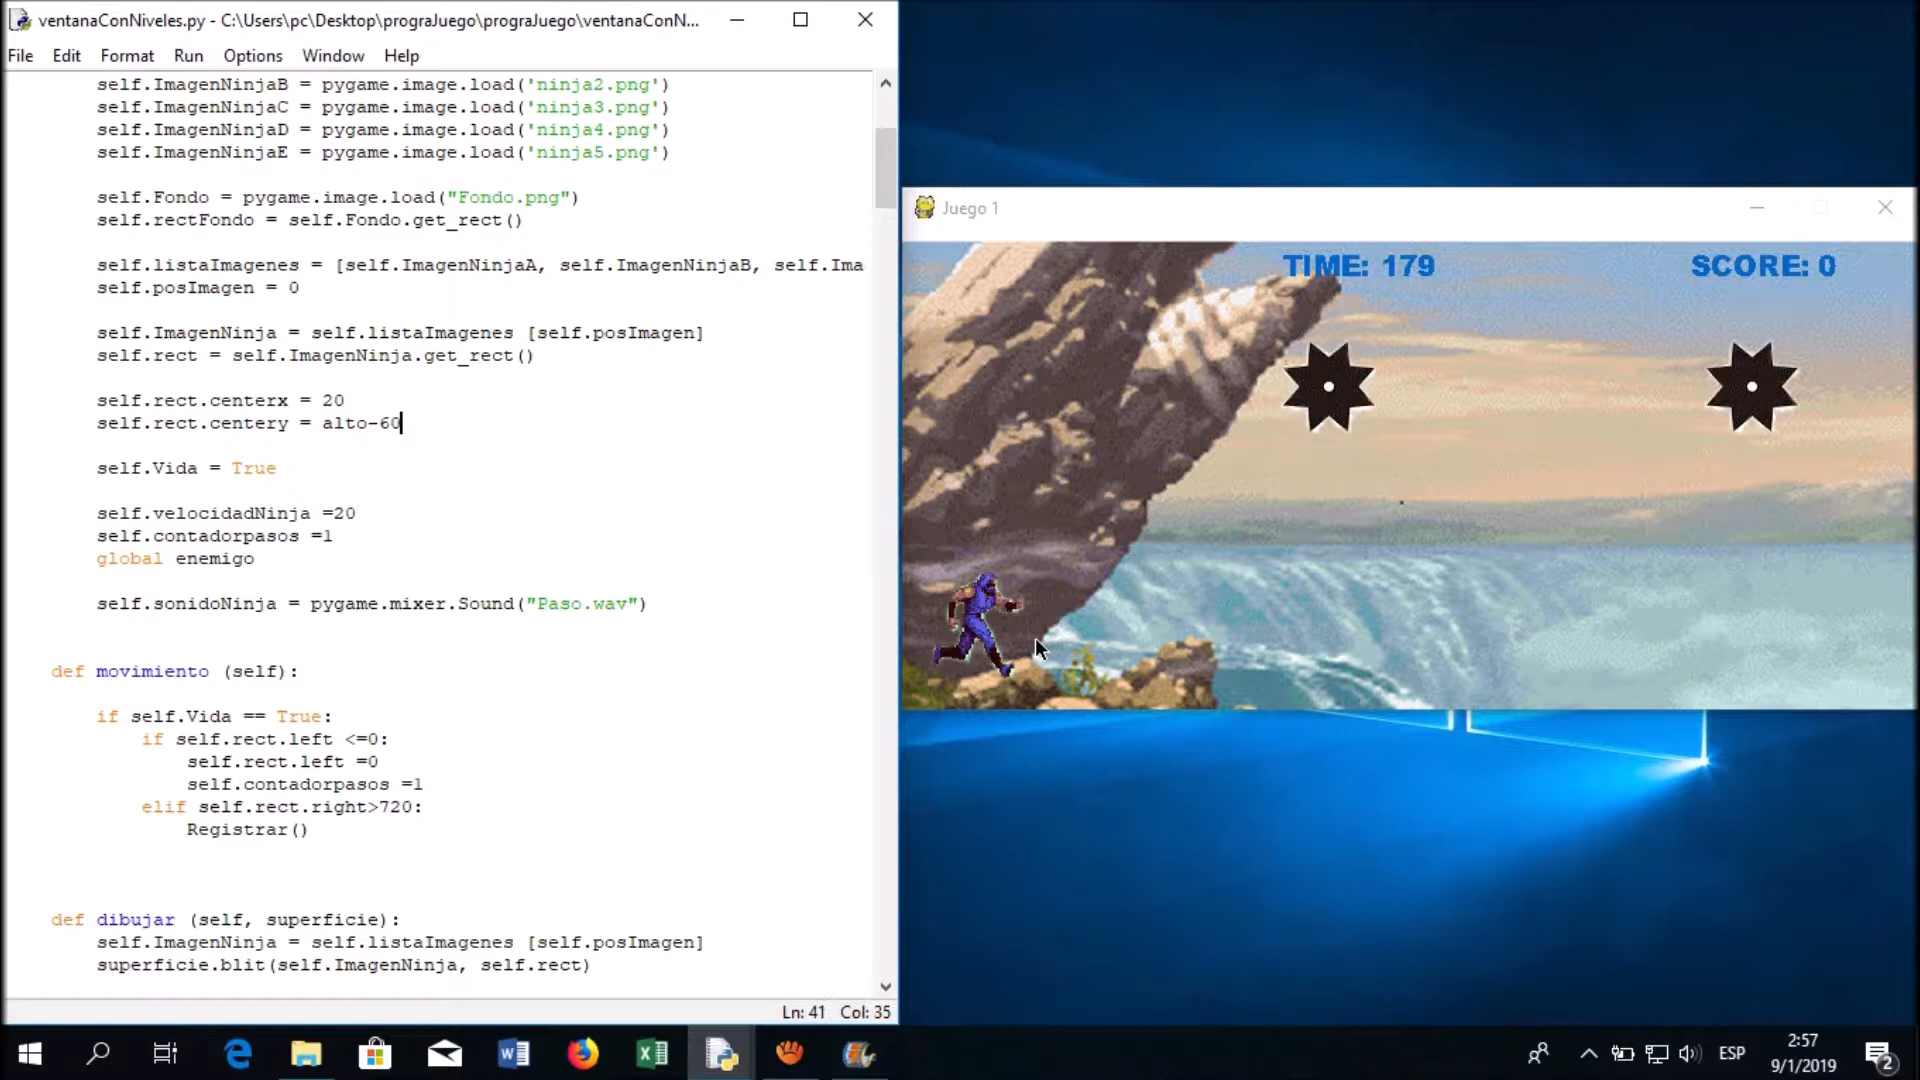 ventanaConNiveles.py - C:\Users\pc\Desktop\prograJuego\prograJuego\ventanaConN...
File Edit Format Run Options Window Help
self.ImagenNinjaB = pygame.image.load('ninja2.png')
self.ImagenNinjaC = pygame.image.load('ninja3.png')
self.ImagenNinjaD = pygame.image.load('ninja4.png')
self.ImagenNinjaE = pygame.image.load('ninja5.png')
self.Fondo = pygame.image.load("Fondo.png")
self.rectFondo = self.Fondo.get_rect()
self.listaImagenes = [self.ImagenNinjaA, self.ImagenNinjaB, self.Ima
self.posImagen = 0
self.ImagenNinja = self.listaImagenes [self.posImagen]
self.rect = self.ImagenNinja.get_rect()
self.rect.centerx = 20
self.rect.centery = alto-60
self.Vida = True
self.velocidadNinja =20
self.contadorpasos =1
global enemigo
self.sonidoNinja = pygame.mixer.Sound("Paso.wav")
def movimiento (self):
if self.Vida == True:
if self.rect.left <=0:
self.rect.left =0
self.contadorpasos =1
elif self.rect.right>720:
Registrar()
def dibujar (self, superficie):
self.ImagenNinja = self.listaImagenes [self.posImagen]
superficie.blit(self.ImagenNinja, self.rect)
Ln: 41 Col: 35
Juego 1
TIME: 179
SCORE: 0
ESP
2:57
9/1/2019
2